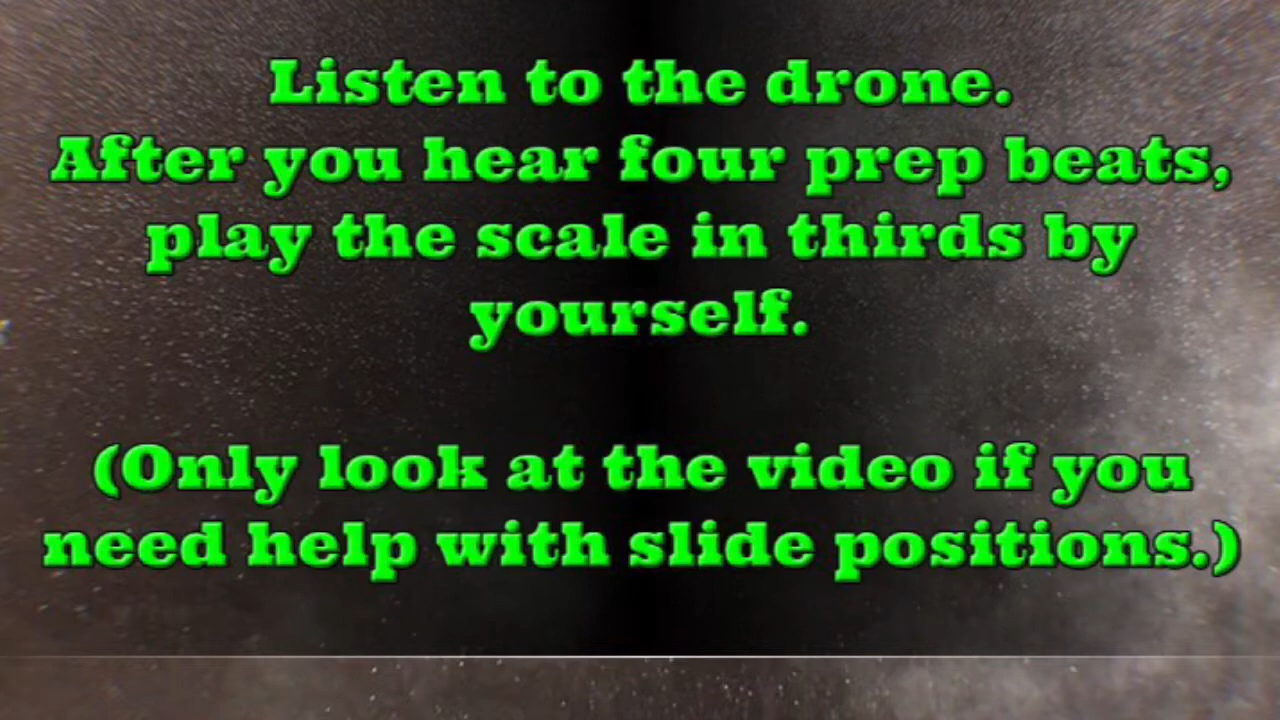 Listen to the drone.
After you hear four prep beats,
play the scale in thirds by
yourself.
(Only look at the video if you
need help with slide positions.)